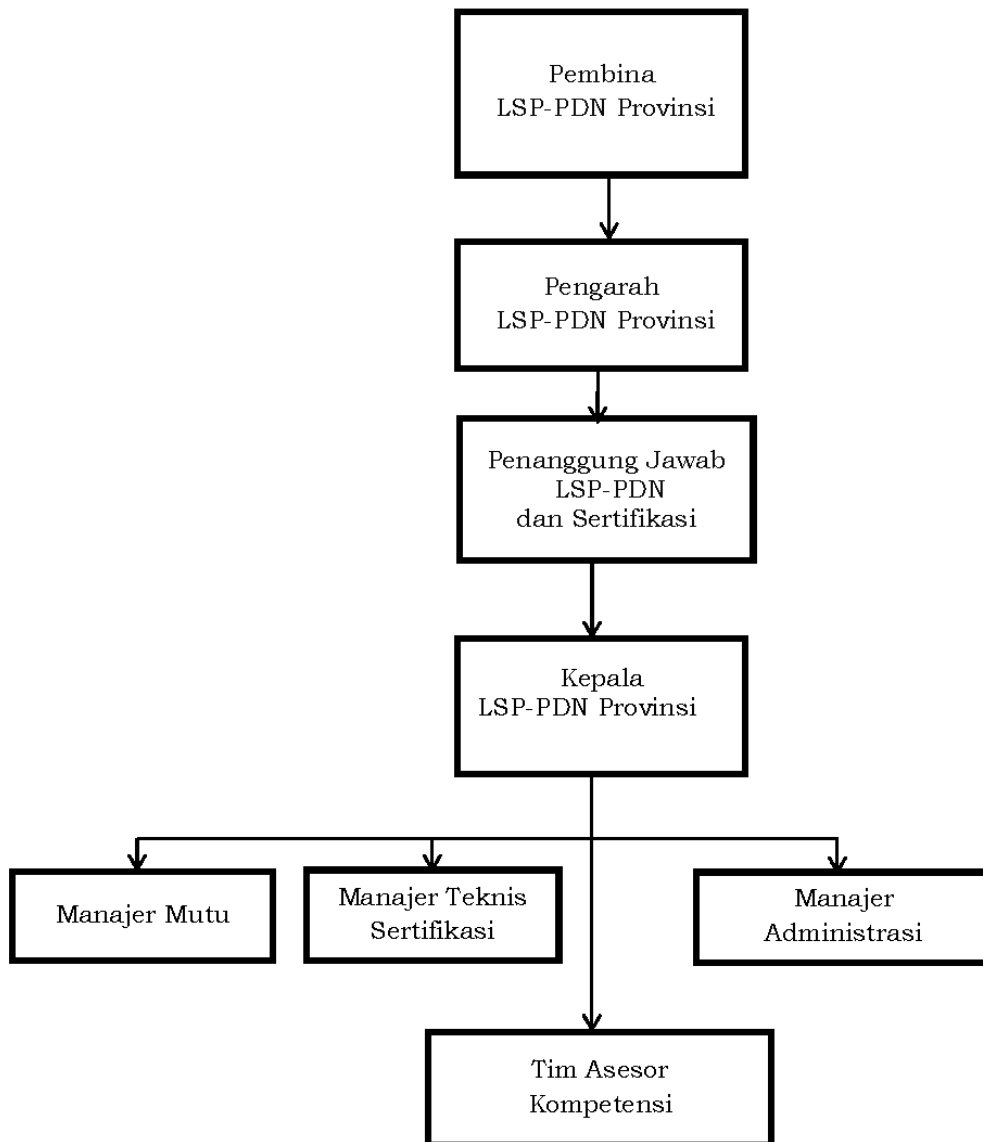 Pembina
LSP-PDN Provinsi
Pengarah
LSP-PDN Provinsi
Penanggung Jawab
LSP-PDN
dan Sertifikasi
Kepala
LSP-PDN Provinsi
Manajer Mutu
Manajer Teknis
Sertifikasi
Manajer
Administrasi
Tim Asesor
Kompetensi